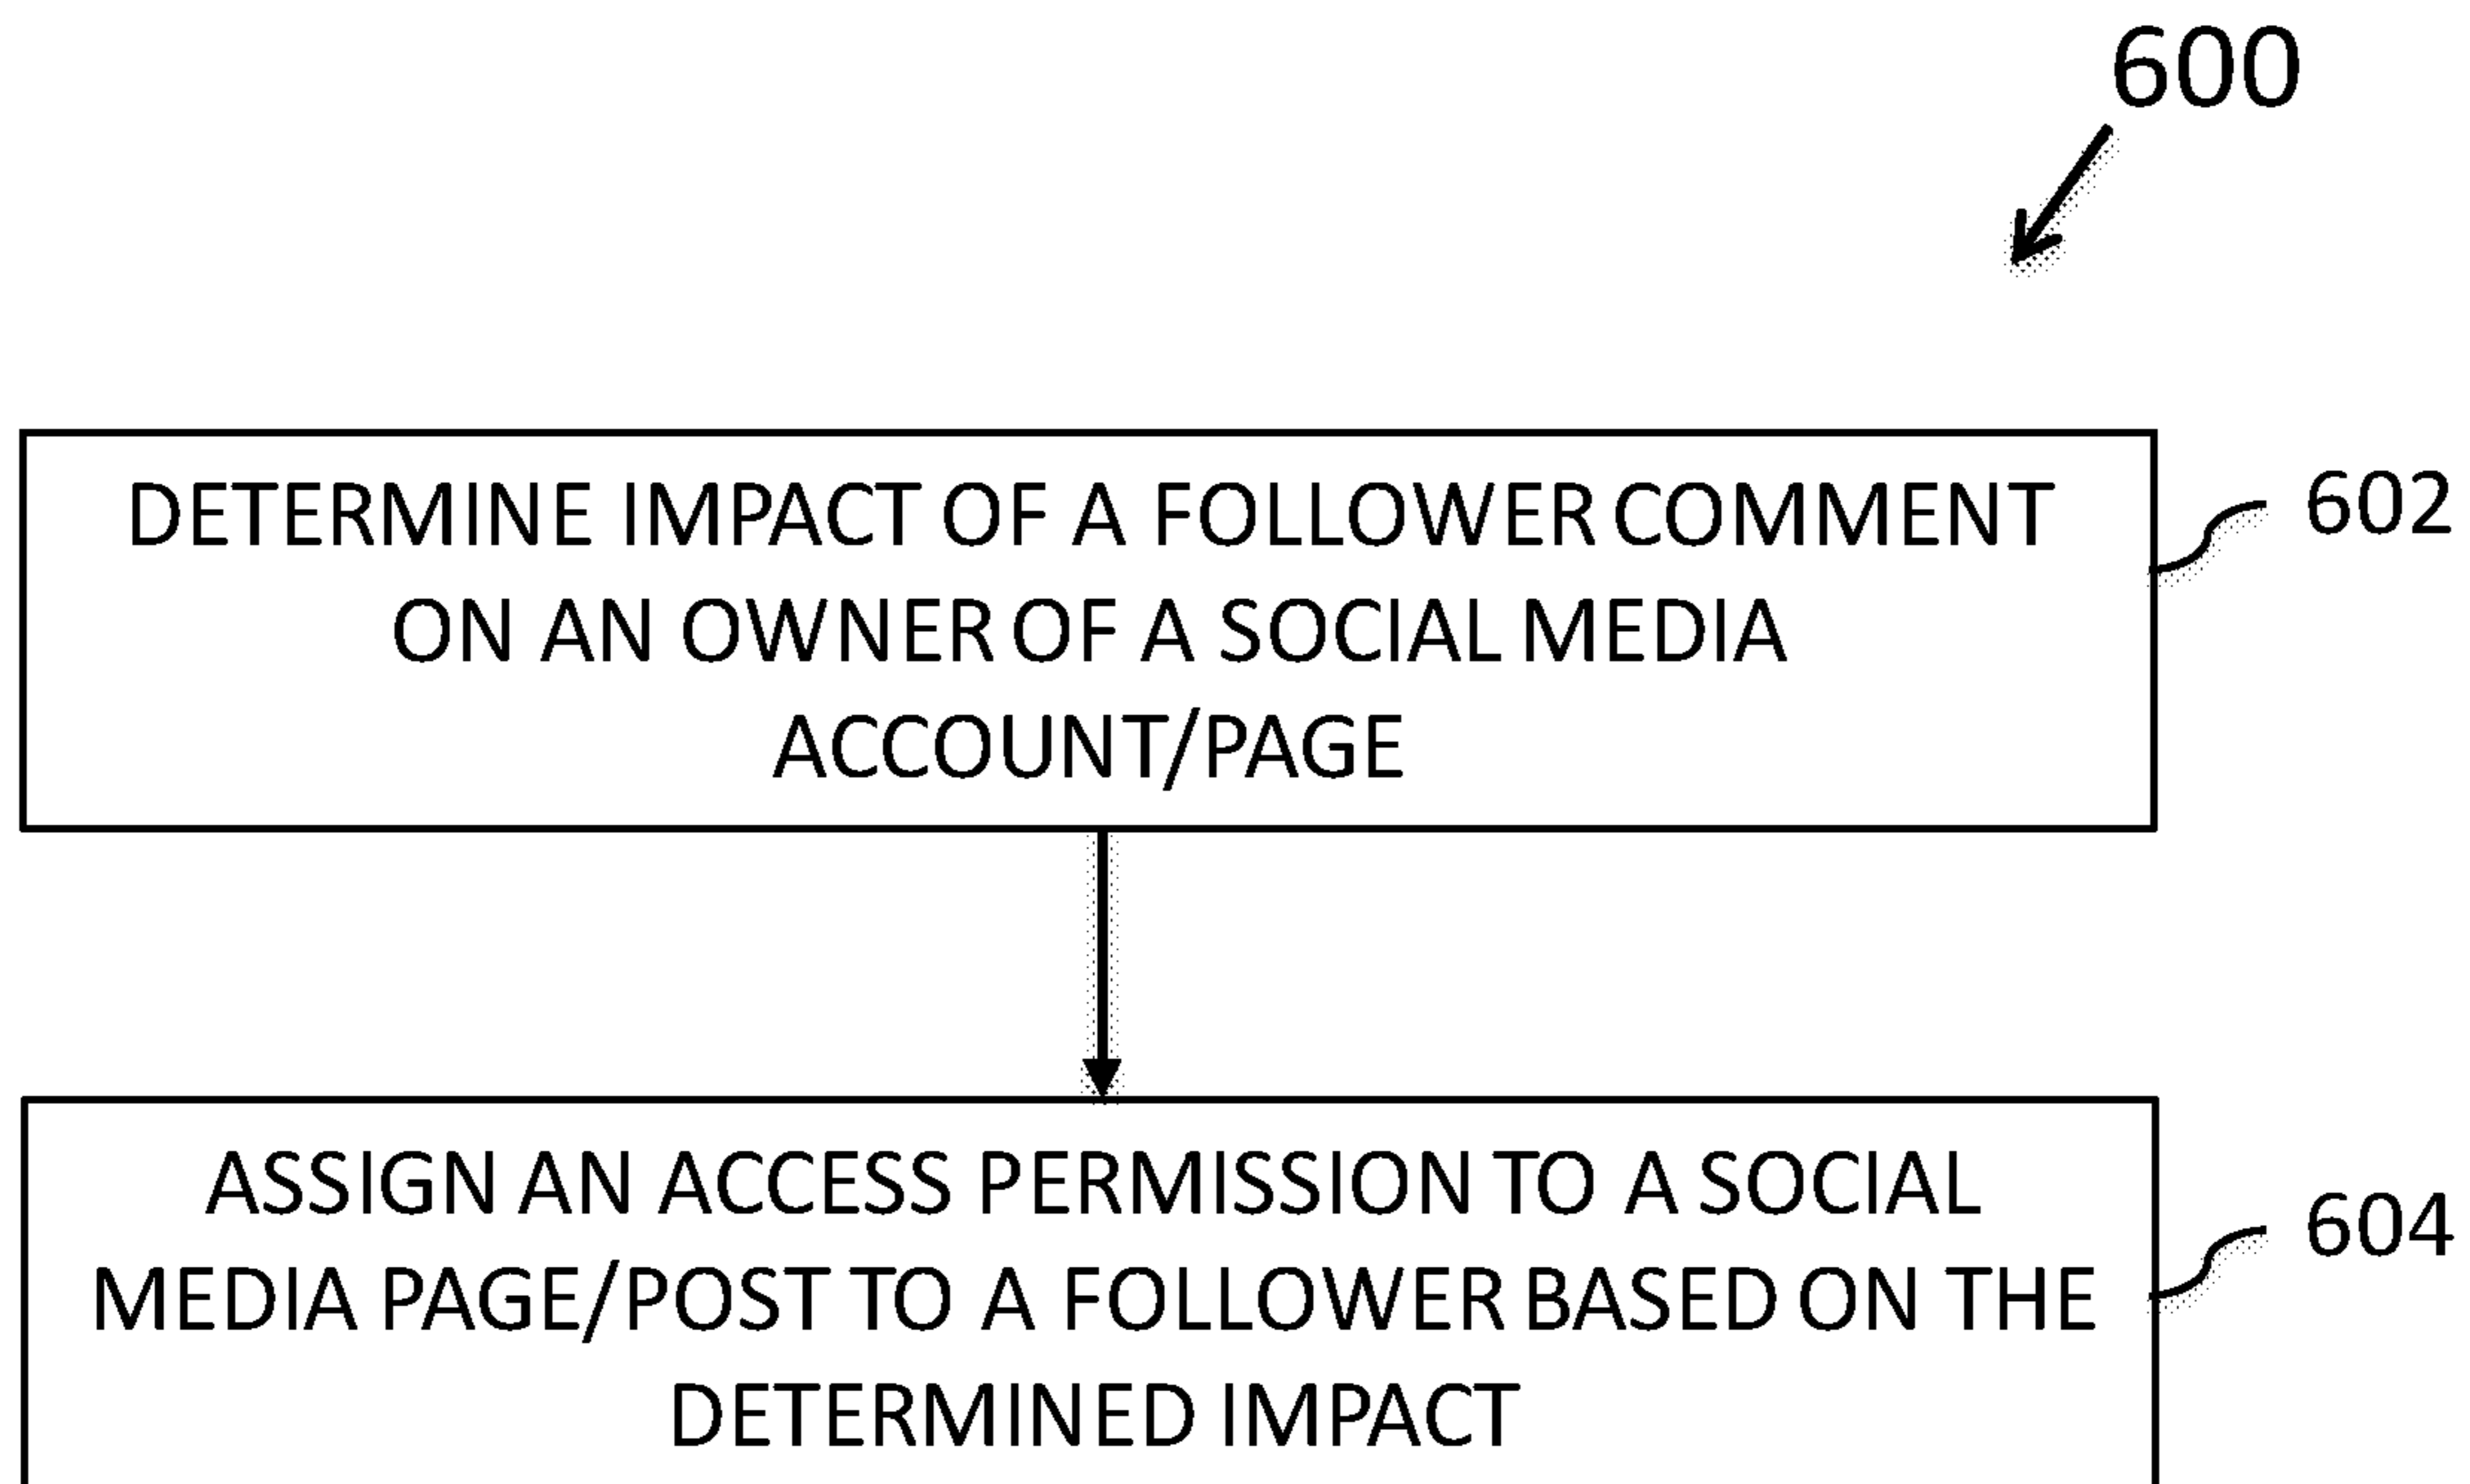 600
DETERMINE IMPACT OF A FOLLOWER COMMENT
ON AN OWNER OF A SOCIAL MEDIA
ACCOUNT/PAGE
602
ASSIGN AN ACCESS PERMISSION TO A SOCIAL
MEDIA PAGE/POST TO A FOLLOWER BASED ON THE
DETERMINED IMPACT
604